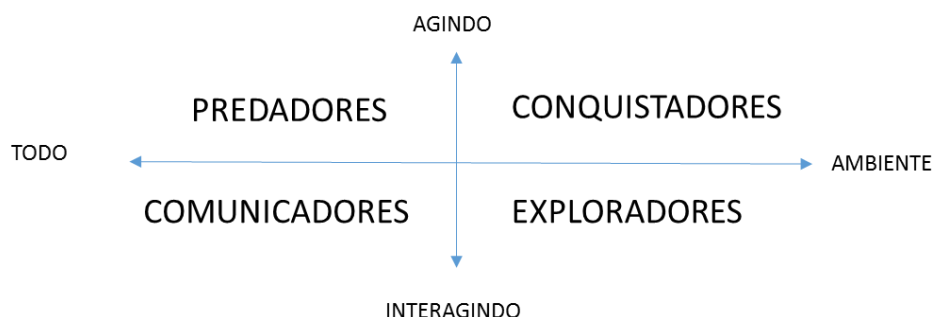 AGINDO
PREDADORES
CONQUISTADORES
TODO
AMBIENTE
COMUNICADORES
EXPLORADORES
INTERAGINDO